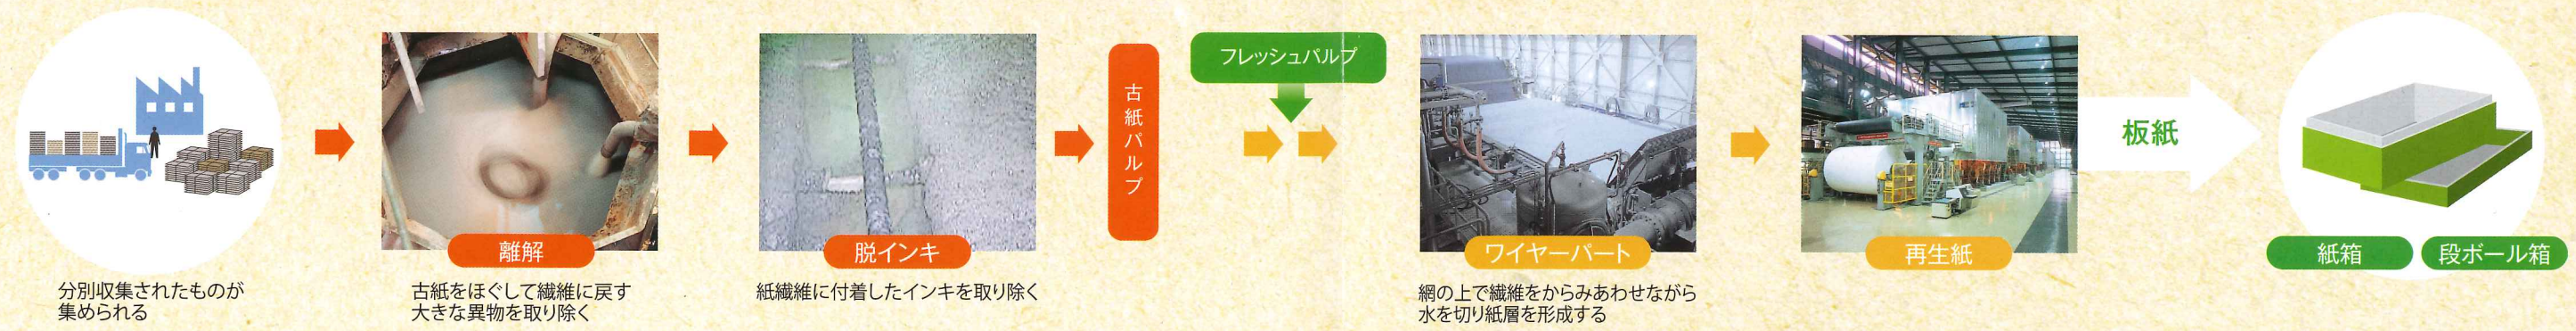 分別収集されたものが
集められる
離解
古紙をほぐして繊維に戻す
大きな異物を取り除く
脱インキ
紙繊維に付着したインキを取り除く
古紙パルプ
フレッシュパルプ
ワイヤーパート
網の上で繊維をからみあわせながら
水を切り紙層を形成する
再生紙
板紙
紙箱
段ボール箱